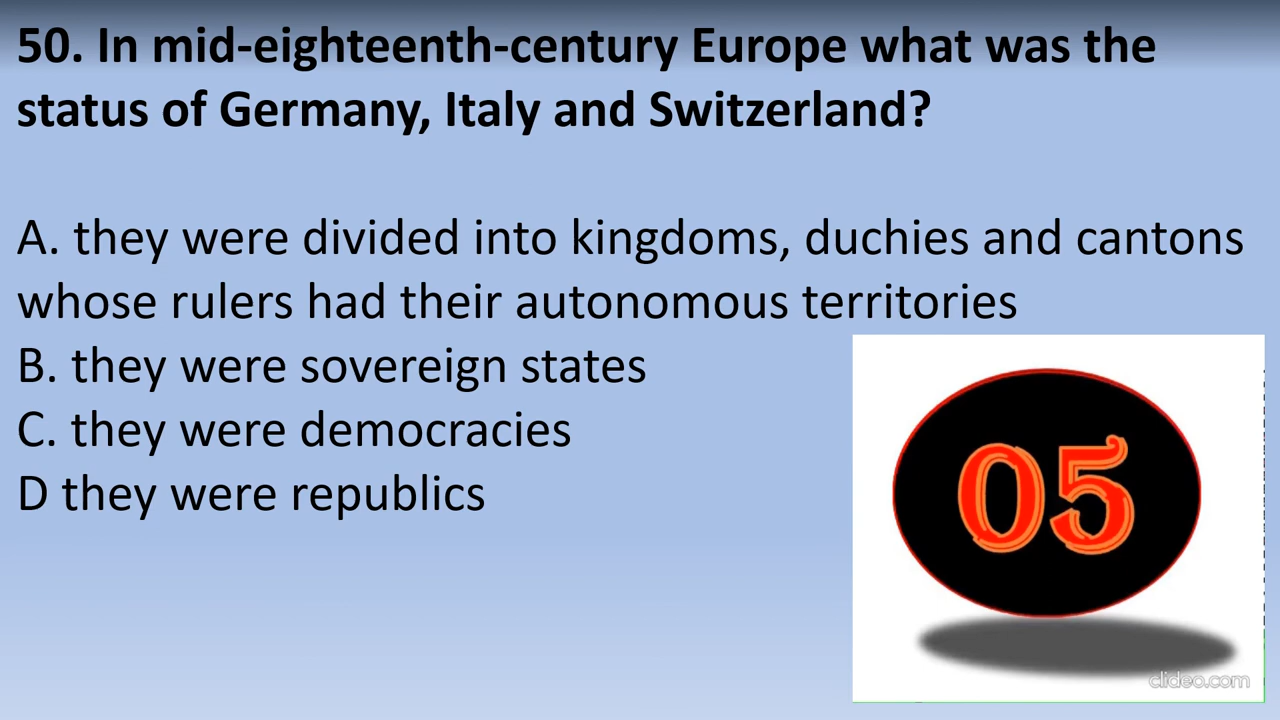 50. In mid-eighteenth-century Europe what was the
status of Germany, Italy and Switzerland?
A. they were divided into kingdoms, duchies and cantons
whose rulers had their autonomous territories
B. they were sovereign states
C. they were democracies
D they were republics
05
clideo.com